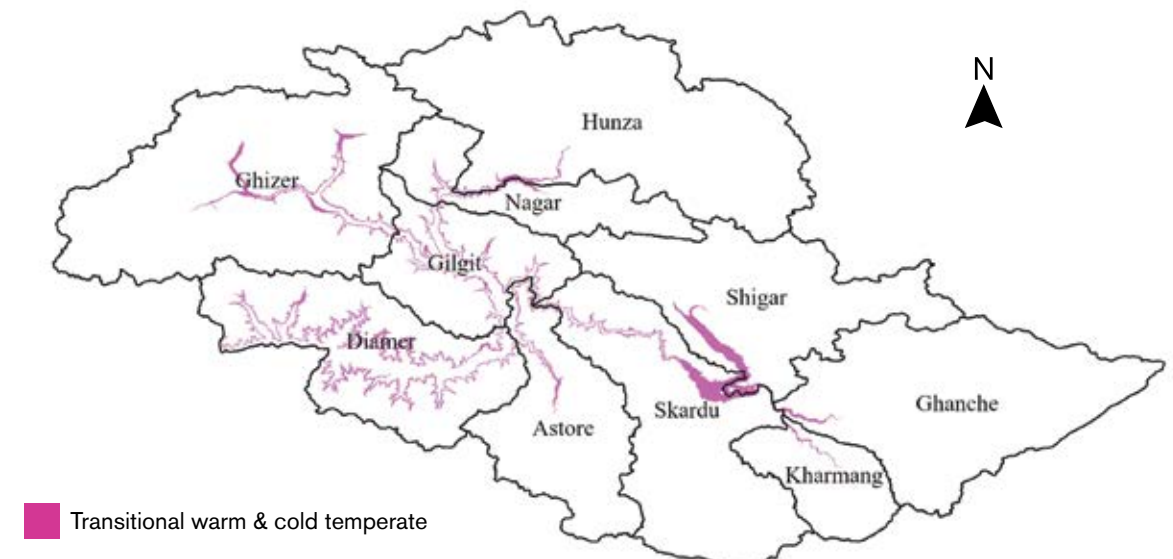 N
Hunza
Ghizer
Nagar
Gilgit
Shigar
Diamer
Skardu
Ghanche
Astore
Kharmang
Transitional warm & cold temperate